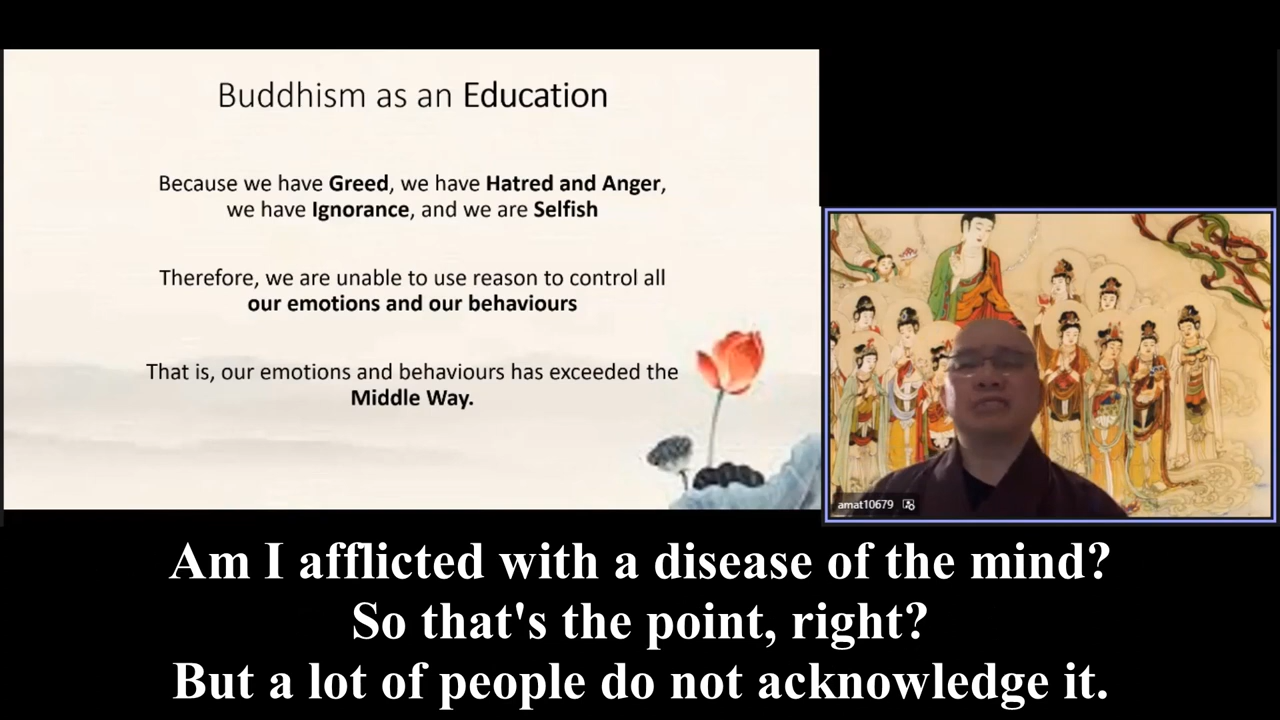 Buddhism as an Education
Because we have Greed, we have Hatred and Anger,
we have Ignorance, and we are Selfish
Therefore, we are unable to use reason to control all
our emotions and our behaviours
That is, our emotions and behaviours has exceeded the
Middle Way.
amat10679
Am I afflicted with a disease of the mind?
So that's the point, right?
But a lot of people do not acknowledge it.